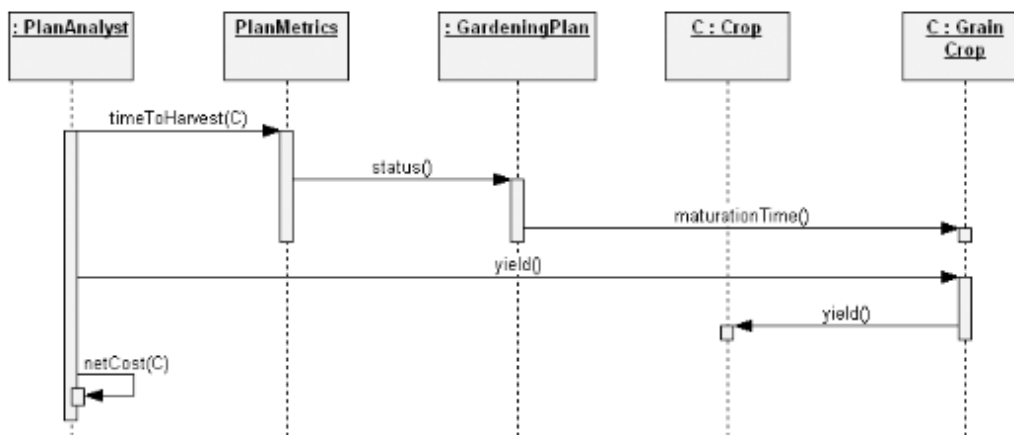 : PlanAnalyst
PlanMetrics
: GardeningPlan
C : Crop
C : Grain
Crop
timeToHarvest(C)
status()
maturationTime()
yield()
yield()
netCost(C)